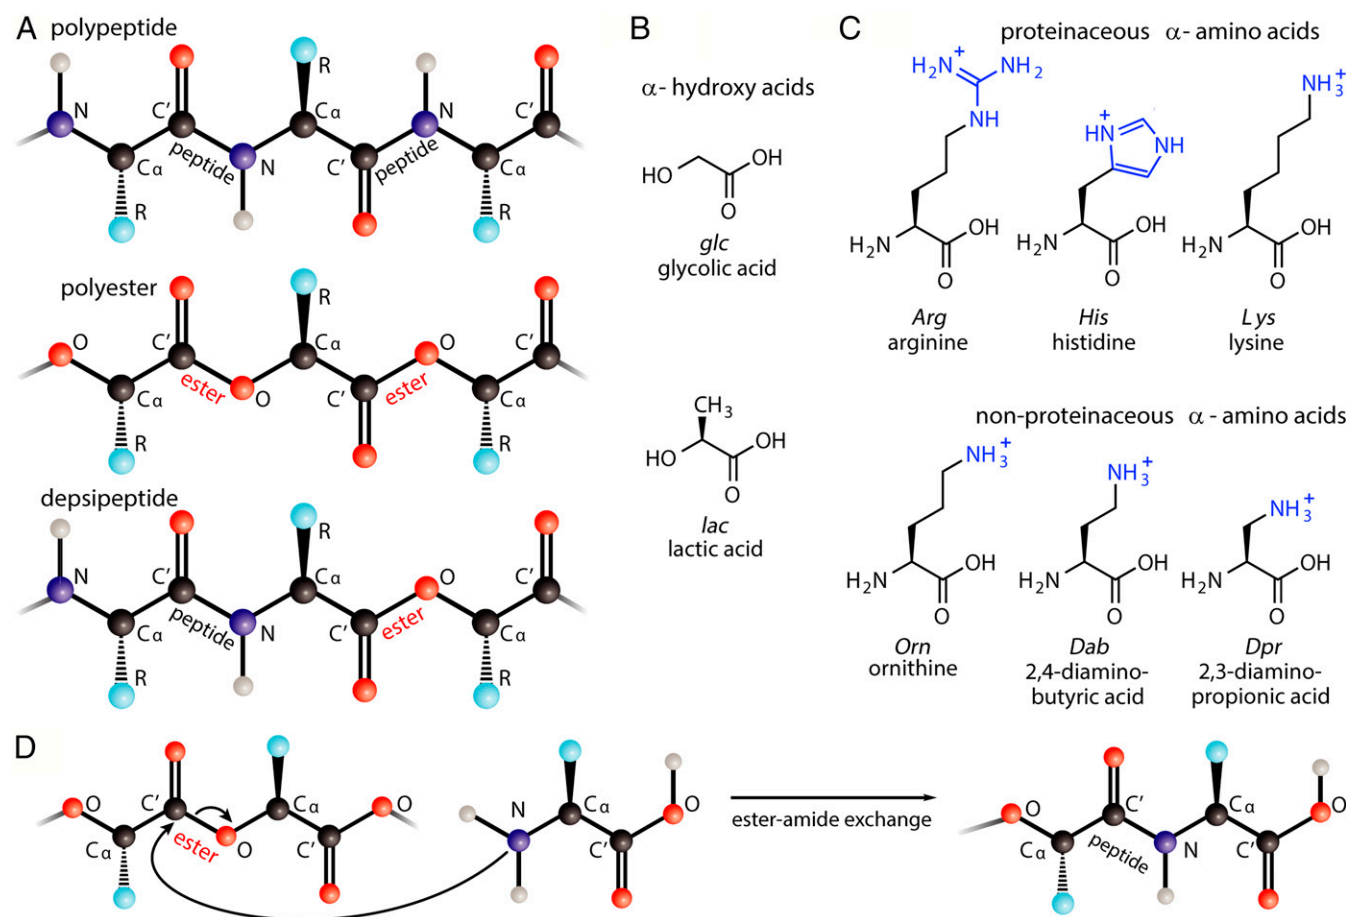 A
polypeptide
N
Cα
R
C'
peptide
N
R
Cα
C'
peptide
N
Cα
R
C'
polyester
O
Cα
R
C'
ester
O
R
Cα
C'
ester
O
Cα
R
C'
depsipeptide
N
Cα
R
C'
peptide
N
R
Cα
C'
ester
O
Cα
R
C'
B
α- hydroxy acids
HO
OH
O
glc
glycolic acid
CH3
HO
OH
O
lac
lactic acid
C
proteinaceous α- amino acids
H2N+
NH2
NH
H2N
OH
O
Arg
arginine
HN+
NH
H2N
OH
O
His
histidine
NH3+
H2N
OH
O
Lys
lysine
non-proteinaceous α- amino acids
NH3+
H2N
OH
O
Orn
ornithine
NH3+
H2N
OH
O
Dab
2,4-diamino-
butyric acid
NH3+
H2N
OH
O
Dpr
2,3-diamino-
propionic acid
D
O
Cα
C'
ester
O
Cα
C'
O
N
Cα
C'
O
ester-amide exchange
O
Cα
C'
peptide
N
Cα
C'
O